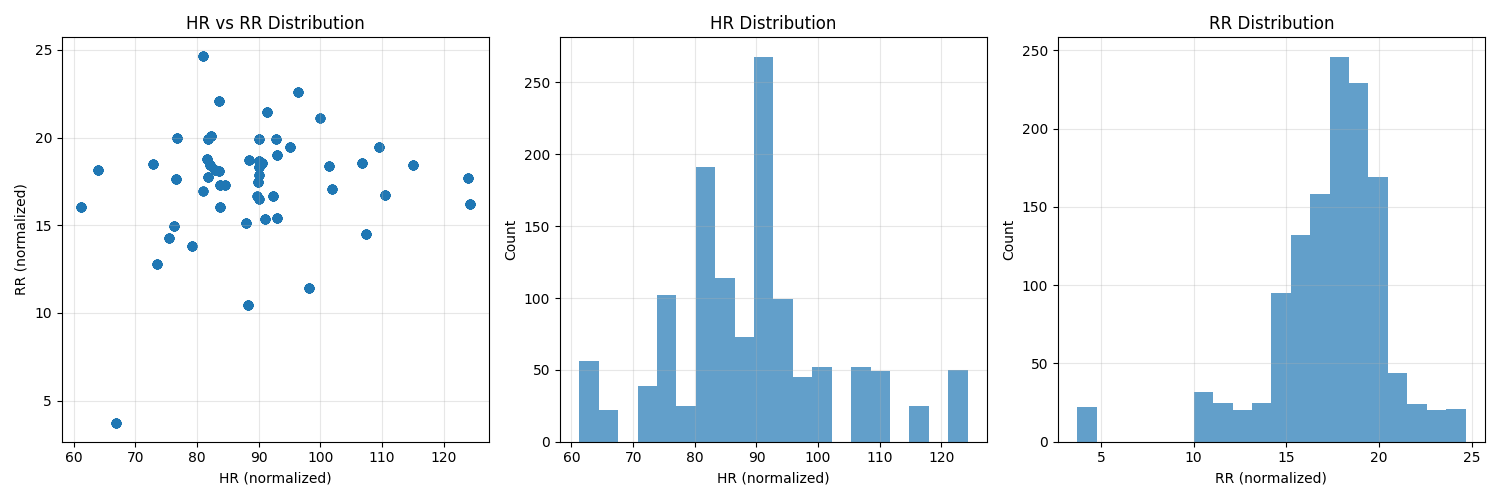 HR vs RR Distribution
RR (normalized)
25
20
15
10
5
60 70 80 90 100 110 120
HR (normalized)
HR Distribution
Count
250
200
150
100
50
0
60 70 80 90 100 110 120
HR (normalized)
RR Distribution
Count
250
200
150
100
50
0
5 10 15 20 25
RR (normalized)